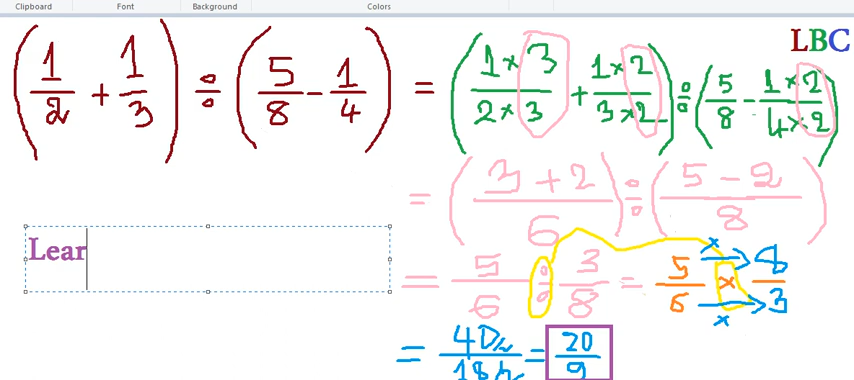 Clipboard Font Background Colors
LBC
(1/2 + 1/3) ÷ (5/8 - 1/4) = (1×3/2×3 + 1×2/3×2) ÷ (5/8 - 1×2/4×2)
= (3+2/6) ÷ (5-2/8)
Lear
= 5/6 ÷ 3/8 = 5/6 × 8/3
× ×
= 40/2/18/2 = 20/9